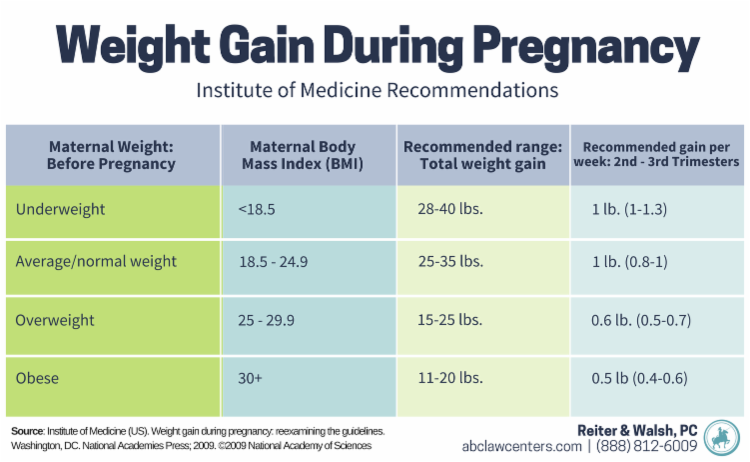 Weight Gain During Pregnancy
Institute of Medicine Recommendations
Maternal Weight:
Before Pregnancy
Maternal Body
Mass Index (BMI)
Recommended range:
Total weight gain
Recommended gain per
week: 2nd - 3rd Trimesters
Underweight
<18.5
28-40 lbs.
1 lb. (1-1.3)
Average/normal weight
18.5 - 24.9
25-35 lbs.
1 lb. (0.8-1)
Overweight
25 - 29.9
15-25 lbs.
0.6 lb. (0.5-0.7)
Obese
30+
11-20 lbs.
0.5 lb (0.4-0.6)
Source: Institute of Medicine (US). Weight gain during pregnancy: reexamining the guidelines.
Washington, DC. National Academies Press; 2009. ©2009 National Academy of Sciences
Reiter & Walsh, PC
abclawcenters.com | (888) 812-6009